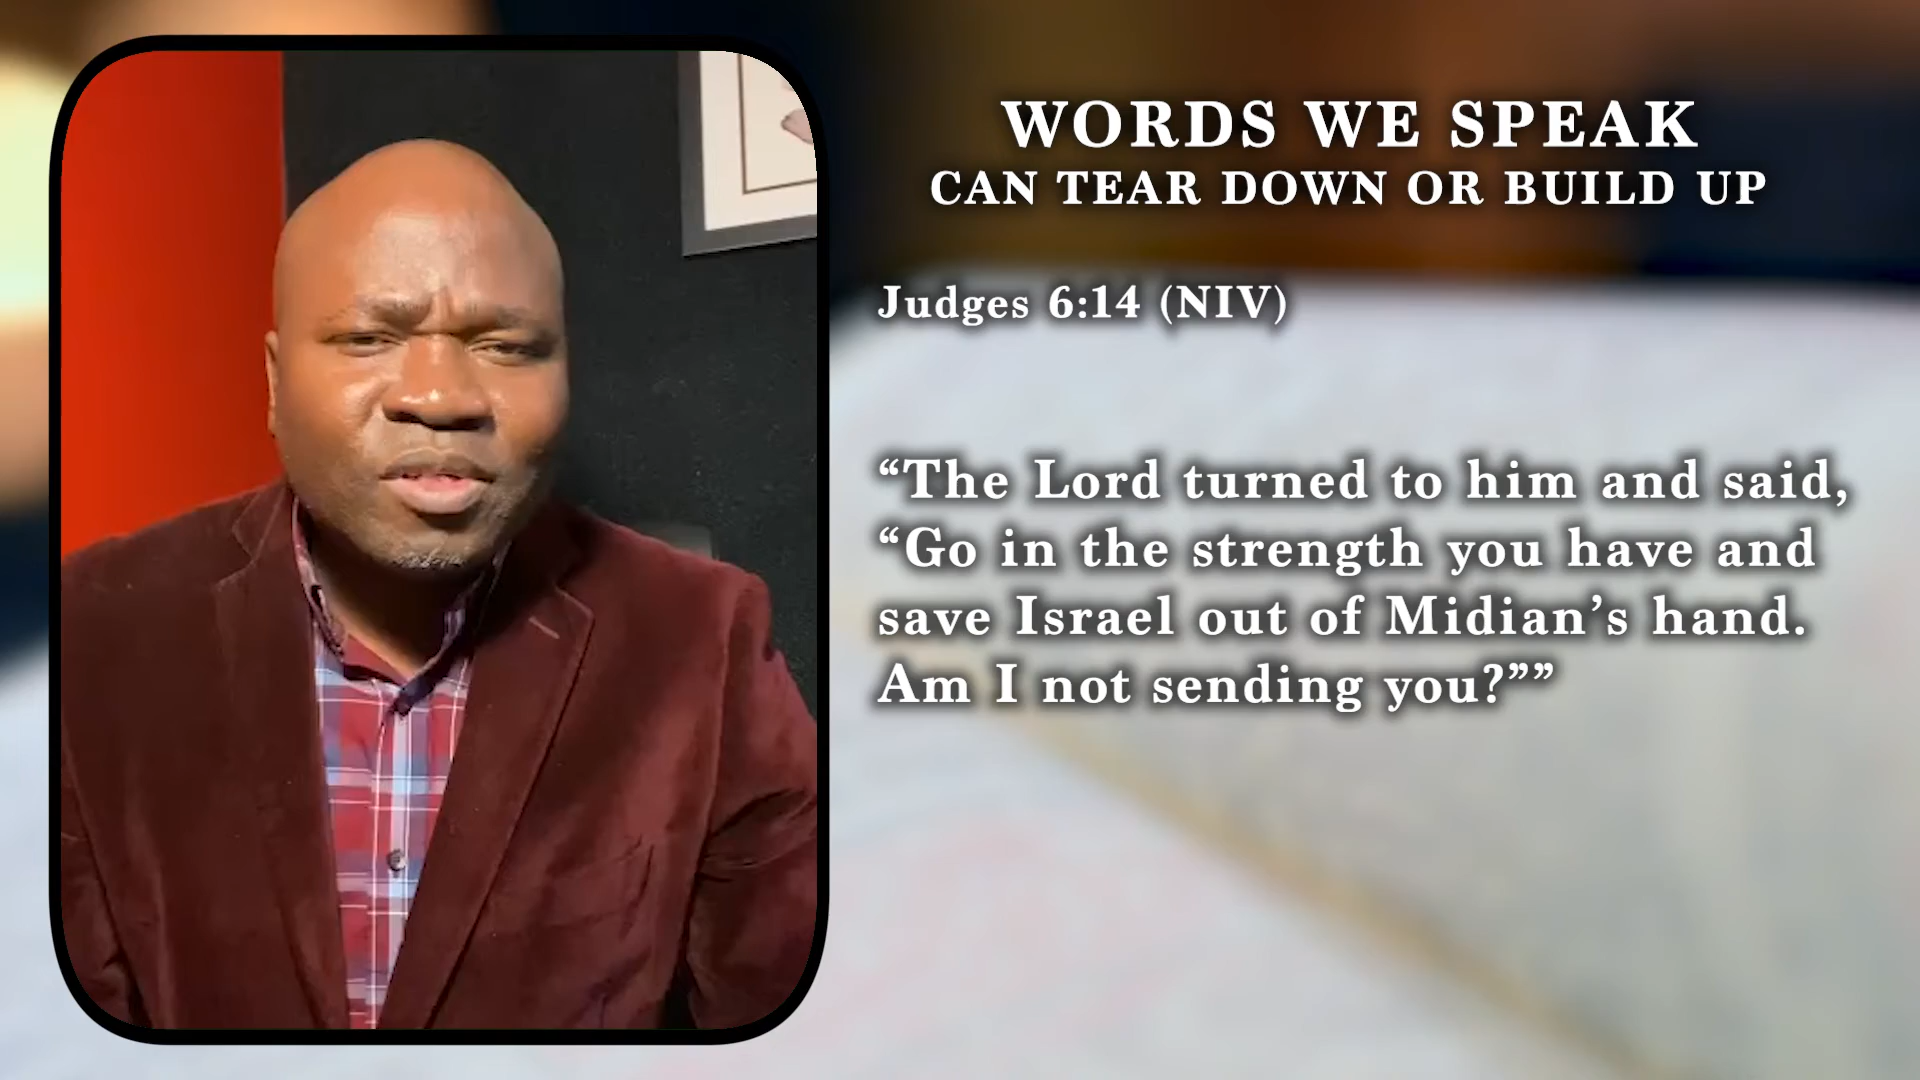 WORDS WE SPEAK
CAN TEAR DOWN OR BUILD UP
Judges 6:14 (NIV)
“The Lord turned to him and said,
“Go in the strength you have and
save Israel out of Midian’s hand.
Am I not sending you?””